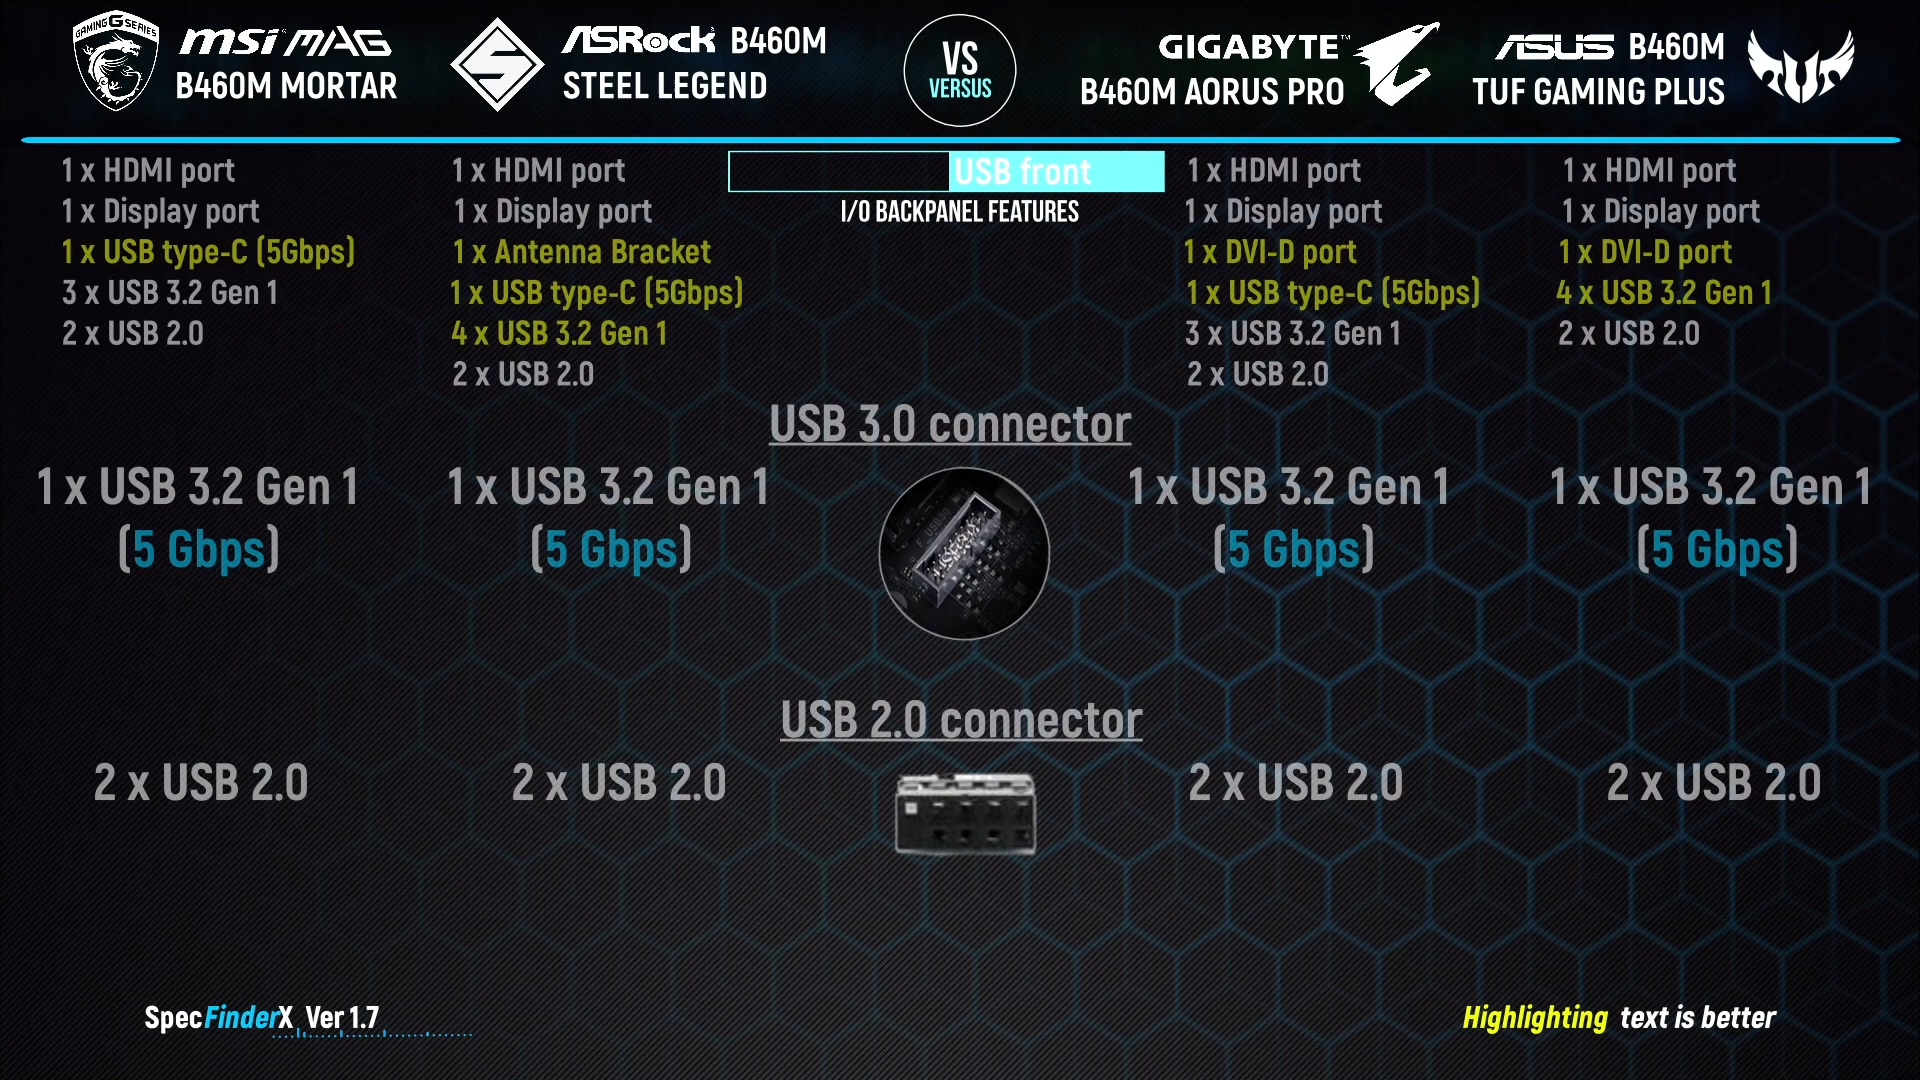 GAMING G SERIES
msi MAG
B460M MORTAR
ASRock B460M
STEEL LEGEND
VS
VERSUS
GIGABYTE™
B460M AORUS PRO
ASUS B460M
TUF GAMING PLUS
USB front
I/O BACKPANEL FEATURES
1 x HDMI port
1 x Display port
1 x USB type-C (5Gbps)
3 x USB 3.2 Gen 1
2 x USB 2.0
1 x HDMI port
1 x Display port
1 x Antenna Bracket
1 x USB type-C (5Gbps)
4 x USB 3.2 Gen 1
2 x USB 2.0
1 x HDMI port
1 x Display port
1 x DVI-D port
1 x USB type-C (5Gbps)
3 x USB 3.2 Gen 1
2 x USB 2.0
1 x HDMI port
1 x Display port
1 x DVI-D port
4 x USB 3.2 Gen 1
2 x USB 2.0
USB 3.0 connector
1 x USB 3.2 Gen 1
(5 Gbps)
1 x USB 3.2 Gen 1
(5 Gbps)
1 x USB 3.2 Gen 1
(5 Gbps)
1 x USB 3.2 Gen 1
(5 Gbps)
USB 2.0 connector
2 x USB 2.0
2 x USB 2.0
2 x USB 2.0
2 x USB 2.0
SpecFinderX Ver 1.7
Highlighting text is better